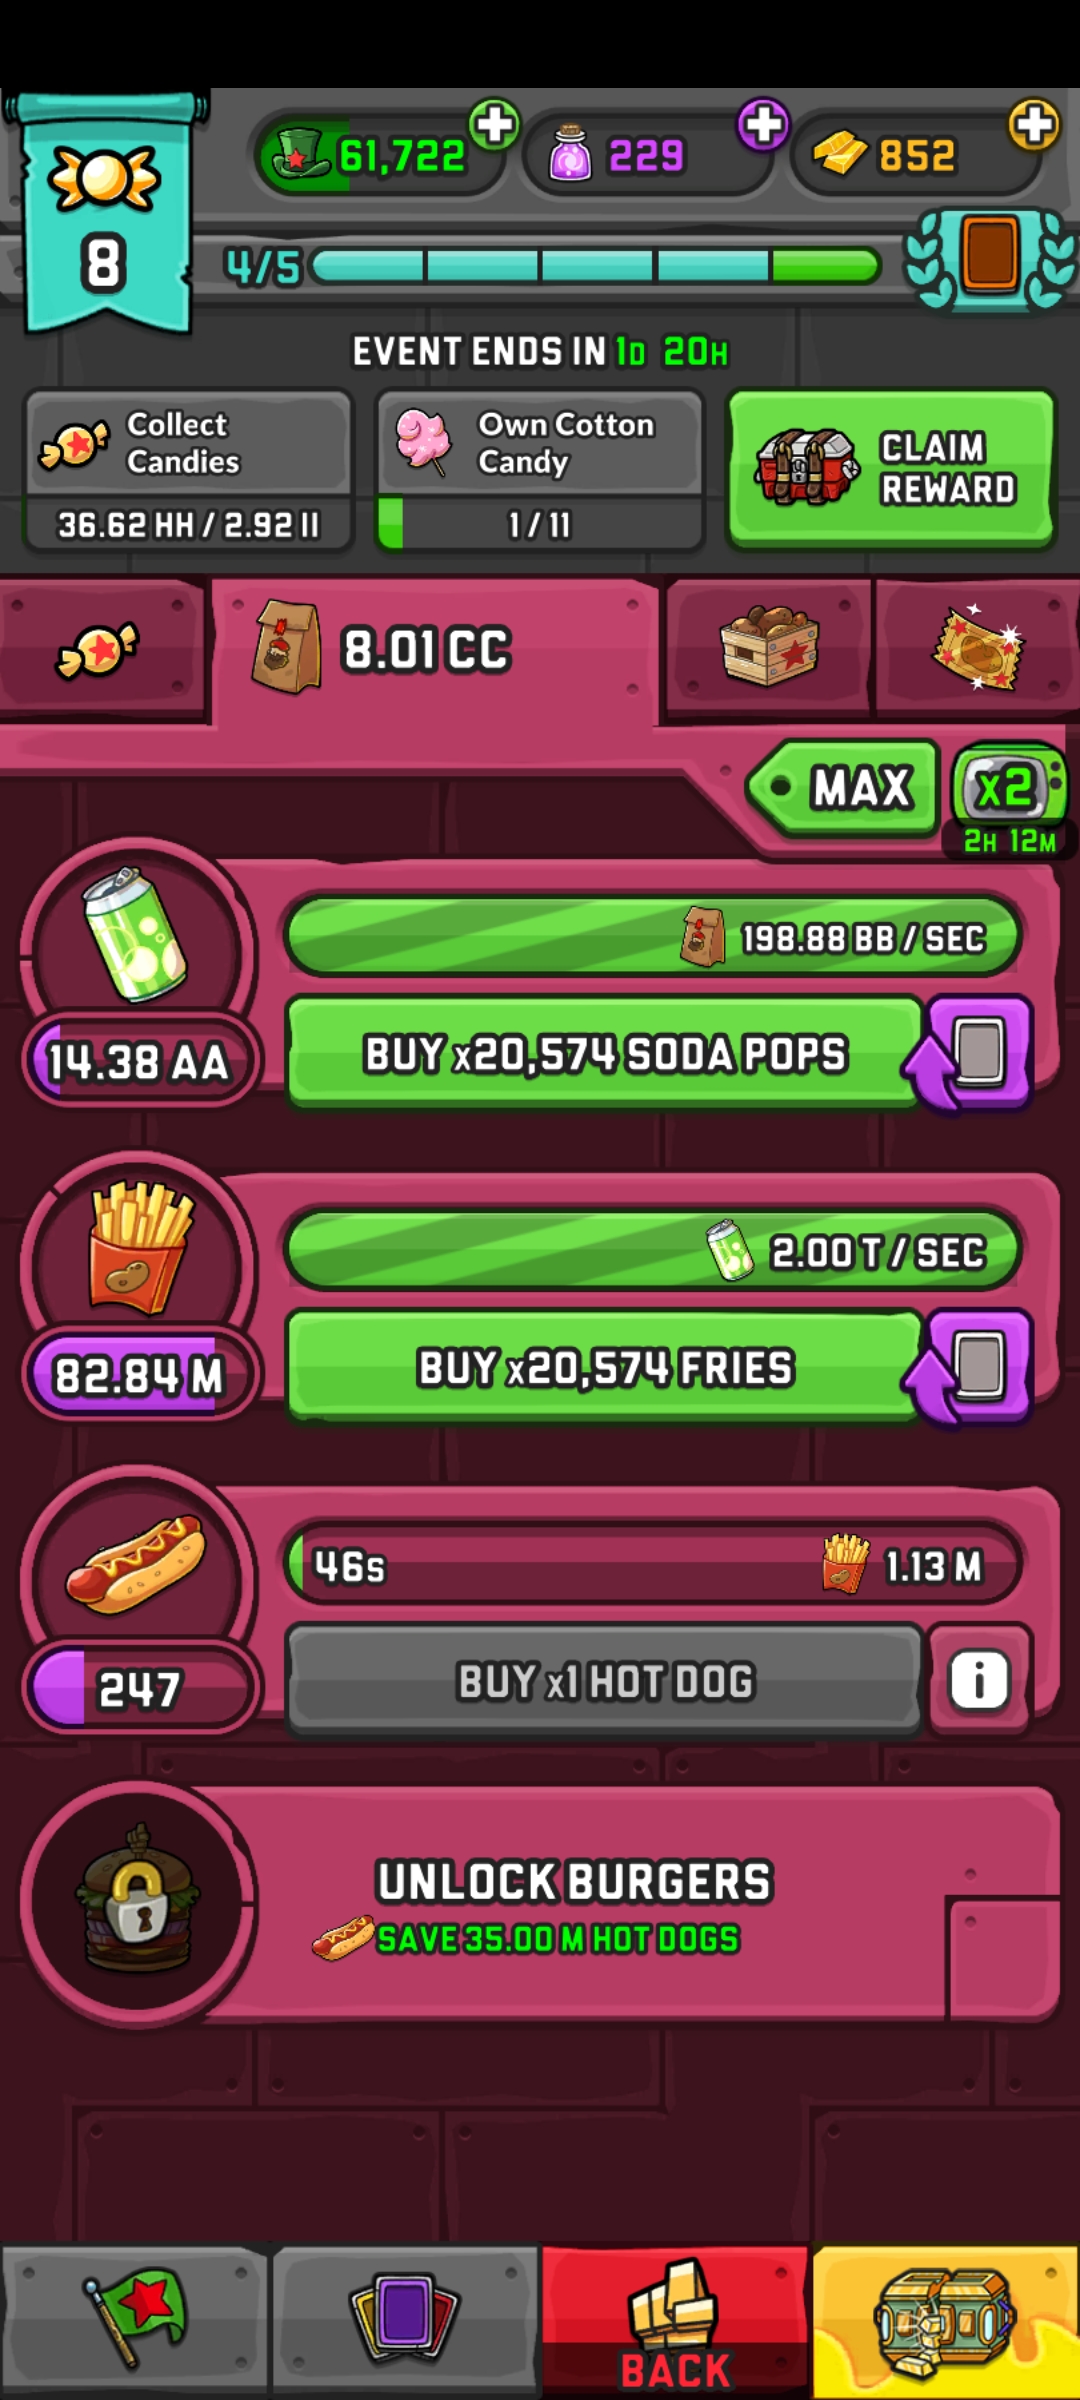 61,722
229
852
8
4/5
EVENT ENDS IN 1D 20H
Collect
Candies
36.62 HH / 2.92 II
Own Cotton
Candy
1 / 11
CLAIM
REWARD
8.01 CC
MAX
x2
2H 12M
198.88 BB / SEC
14.38 AA
BUY x20,574 SODA POPS
2.00 T / SEC
82.84 M
BUY x20,574 FRIES
46s
1.13 M
247
BUY x1 HOT DOG
i
UNLOCK BURGERS
SAVE 35.00 M HOT DOGS
BACK